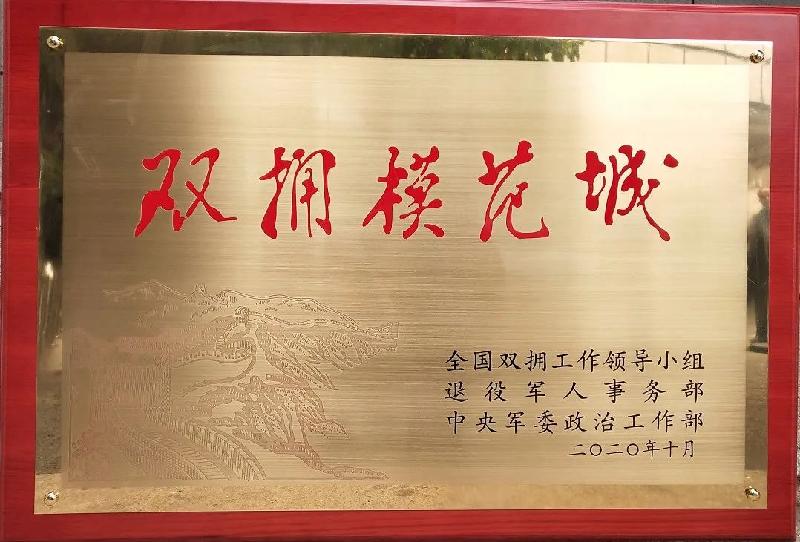 双拥模范城
全国双拥工作领导小组
退役军人事务部
中央军委政治工作部
二〇二〇年十月